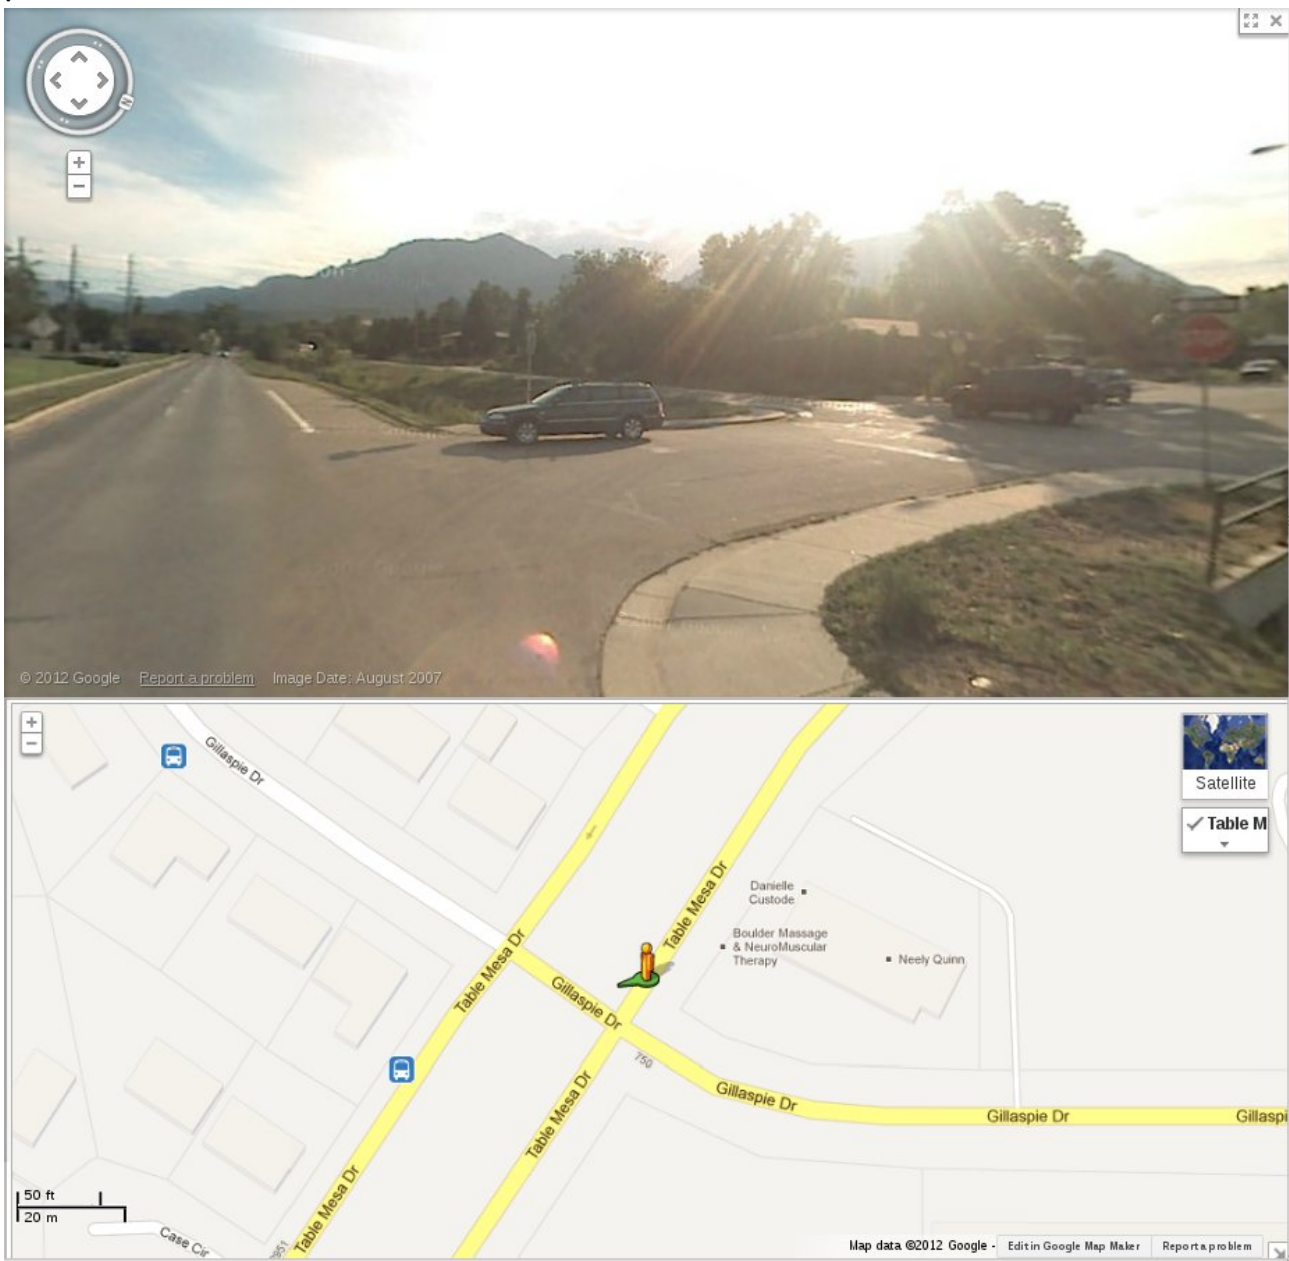 N
+
−
© 2012 Google Report a problem Image Date: August 2007
+
−
Satellite
Table M
Gillaspie Dr
Table Mesa Dr
Danielle
Custode
Boulder Massage
& NeuroMuscular
Therapy
Neely Quinn
Table Mesa Dr
Gillaspie Dr
750
Gillaspie Dr
Gillaspie Dr
Gillaspi
Table Mesa Dr
Table Mesa Dr
Case Cir
50 ft
20 m
Map data ©2012 Google - Edit in Google Map Maker Report a problem